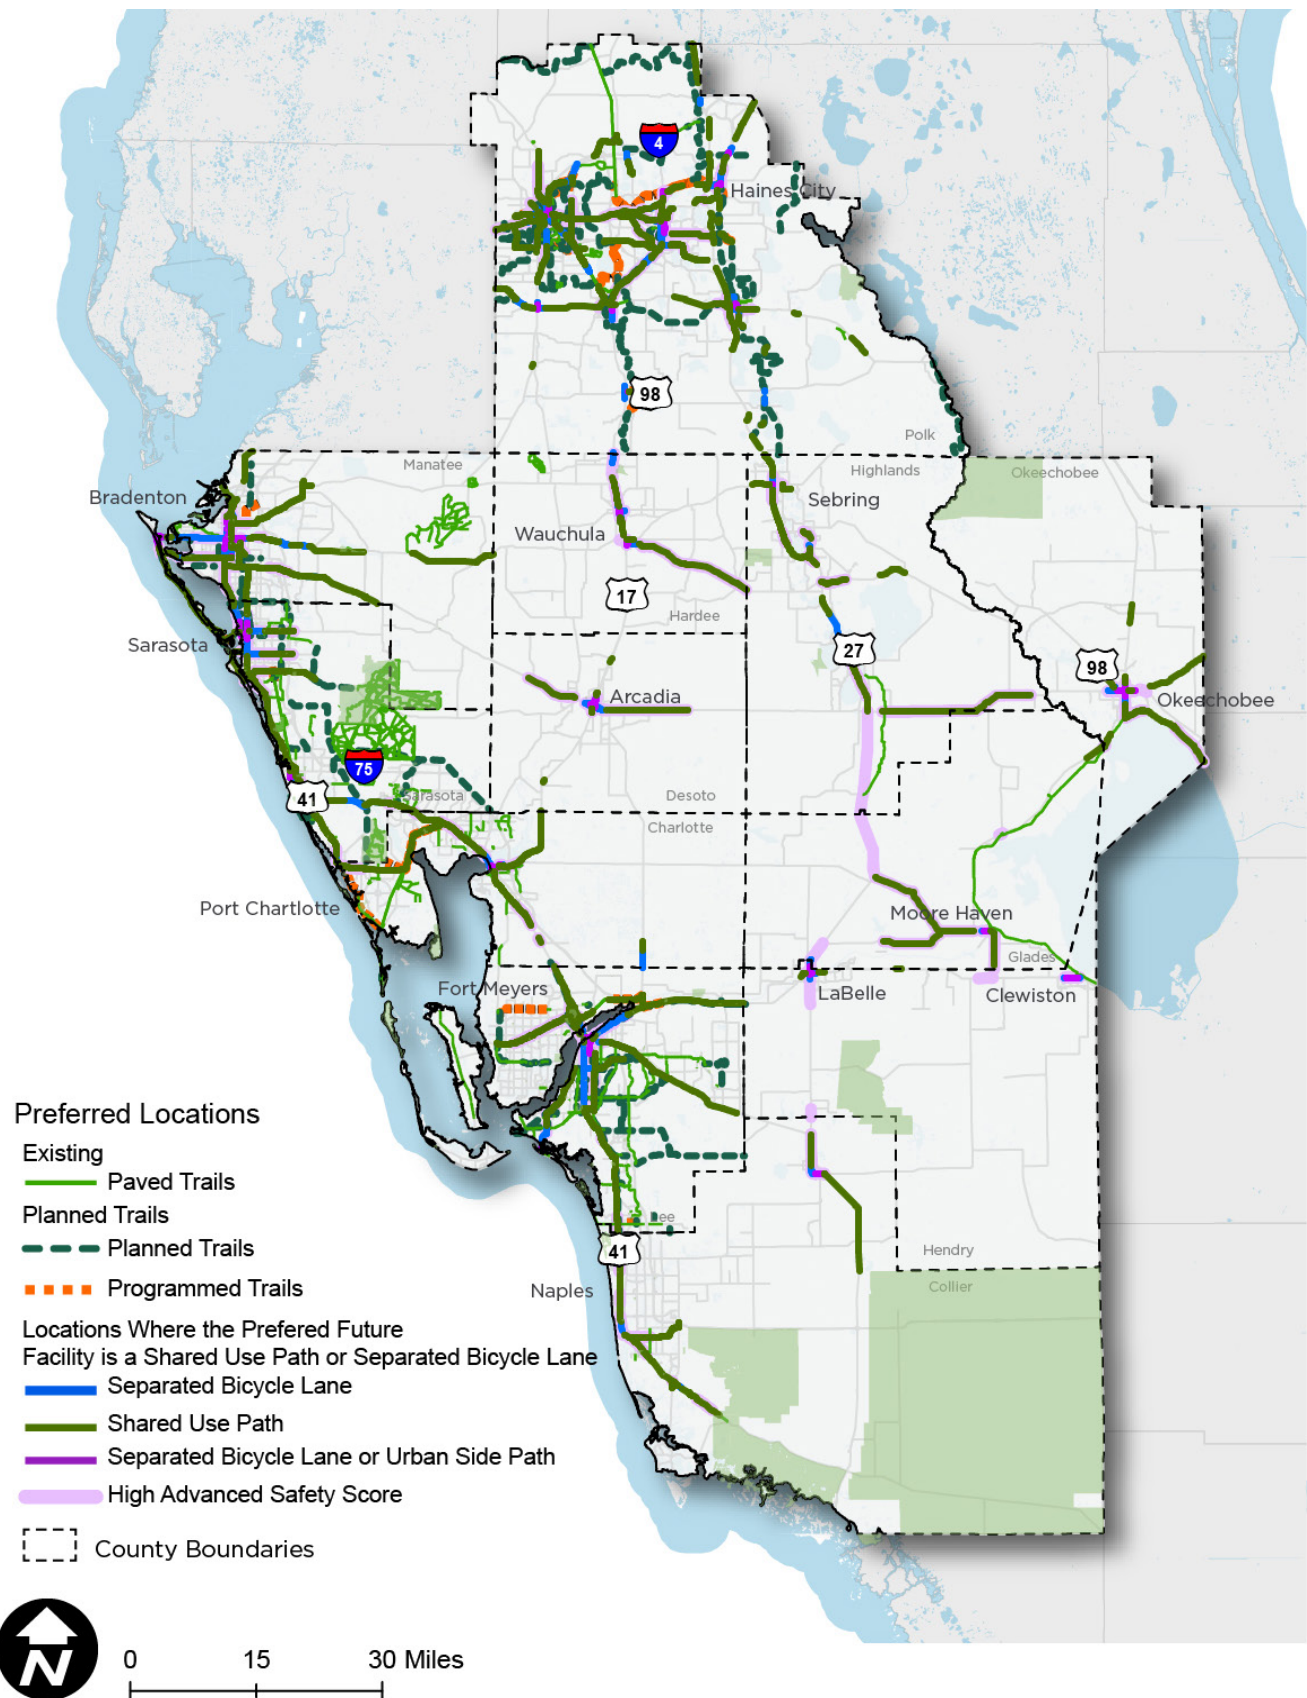 4
Haines City
98
Polk
Manatee
Highlands
Okeechobee
Bradenton
Sebring
Wauchula
17
Hardee
Sarasota
27
98
Arcadia
Okeechobee
75
41
Sarasota
Desoto
Charlotte
Port Chartlotte
Moore Haven
Glades
Fort Meyers
LaBelle
Clewiston
Lee
41
Hendry
Collier
Naples
Preferred Locations
Existing
Paved Trails
Planned Trails
Planned Trails
Programmed Trails
Locations Where the Prefered Future
Facility is a Shared Use Path or Separated Bicycle Lane
Separated Bicycle Lane
Shared Use Path
Separated Bicycle Lane or Urban Side Path
High Advanced Safety Score
County Boundaries
N
0 15 30 Miles